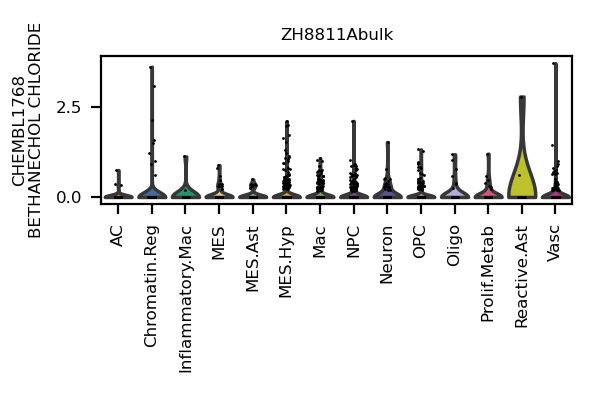 ZH8811Abulk
CHEMBL1768
BETHANECHOL CHLORIDE
2.5
0.0
AC
Chromatin.Reg
Inflammatory.Mac
MES
MES.Ast
MES.Hyp
Mac
NPC
Neuron
OPC
Oligo
Prolif.Metab
Reactive.Ast
Vasc